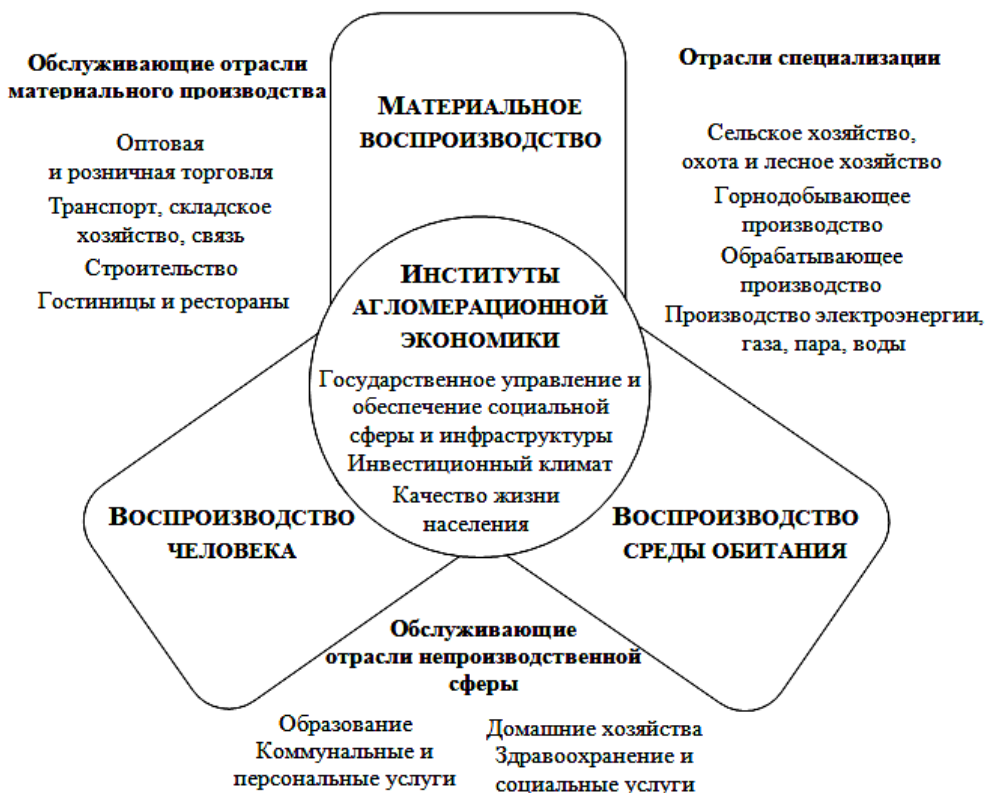 Обслуживающие отрасли
материального производства
Оптовая
и розничная торговля
Транспорт, складское
хозяйство, связь
Строительство
Гостиницы и рестораны
МАТЕРИАЛЬНОЕ
ВОСПРОИЗВОДСТВО
Отрасли специализации
Сельское хозяйство,
охота и лесное хозяйство
Горнодобывающее
производство
Обрабатывающее
производство
Производство электроэнергии,
газа, пара, воды
ИНСТИТУТЫ
АГЛОМЕРАЦИОННОЙ
ЭКОНОМИКИ
Государственное управление и
обеспечение социальной
сферы и инфраструктуры
Инвестиционный климат
Качество жизни
населения
ВОСПРОИЗВОДСТВО
ЧЕЛОВЕКА
ВОСПРОИЗВОДСТВО
СРЕДЫ ОБИТАНИЯ
Обслуживающие
отрасли непроизводственной
сферы
Образование
Коммунальные и
персональные услуги
Домашние хозяйства
Здравоохранение и
социальные услуги